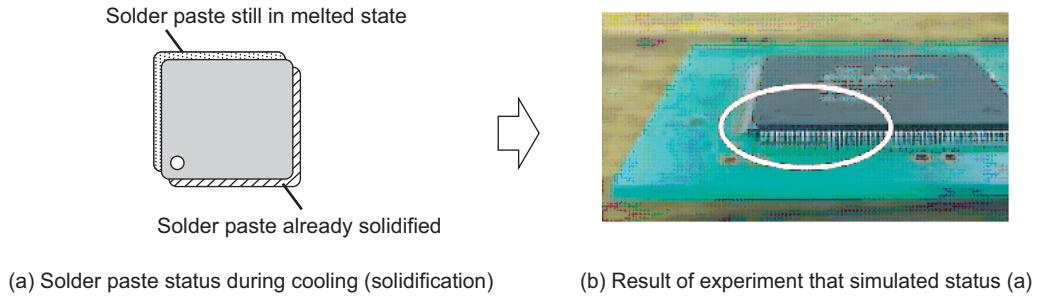 Solder paste still in melted state
Solder paste already solidified
(a) Solder paste status during cooling (solidification)
(b) Result of experiment that simulated status (a)